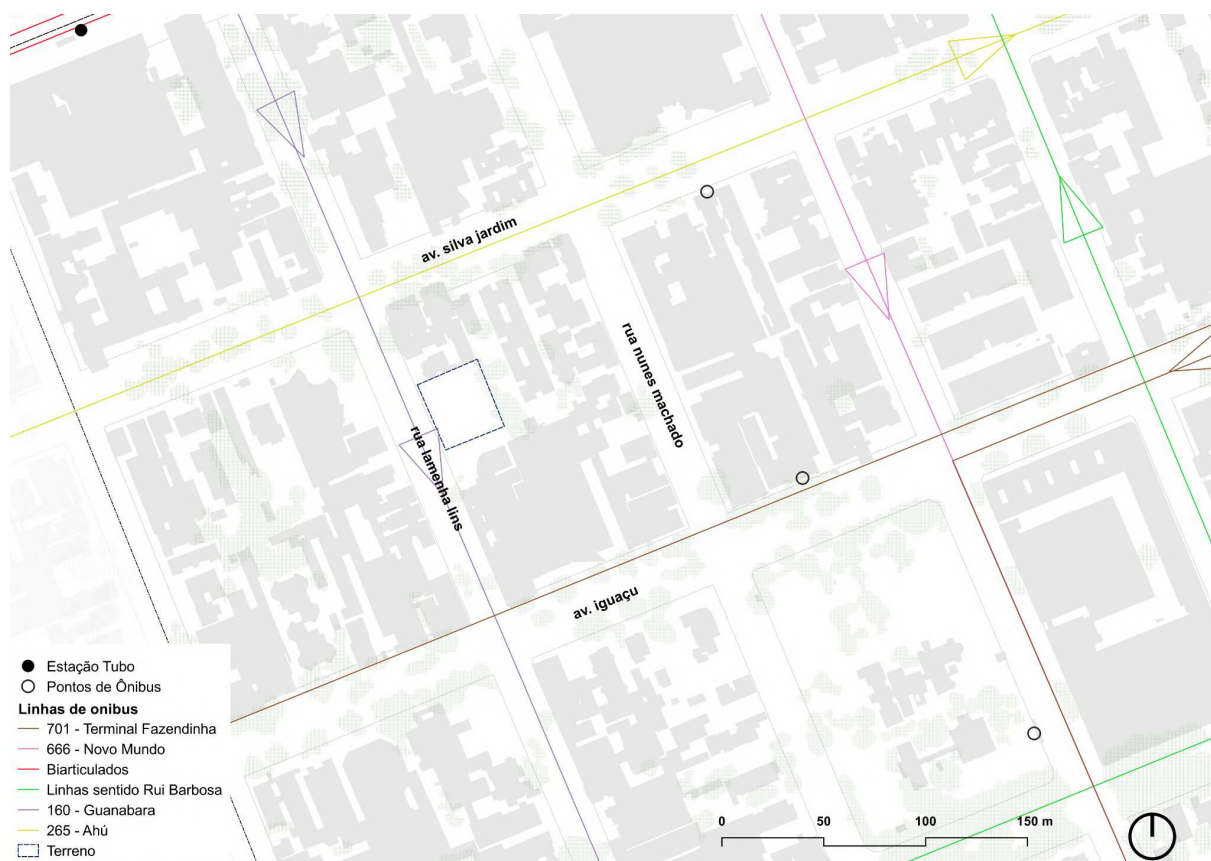 av. silva jardim
rua nunes machado
rua lamenha lins
av. iguaçu
Estação Tubo
Pontos de Ônibus
Linhas de onibus
701 - Terminal Fazendinha
666 - Novo Mundo
Biarticulados
Linhas sentido Rui Barbosa
160 - Guanabara
265 - Ahú
Terreno
0 50 100 150 m